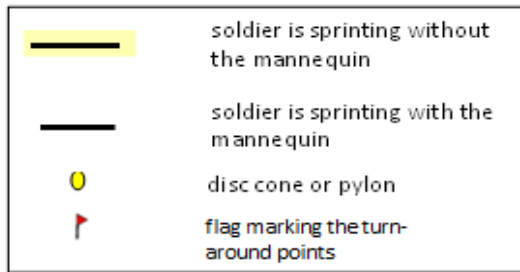 soldier is sprinting without
the mannequin
soldier is sprinting with the
mannequin
disc cone or pylon
flag marking the turn-
around points